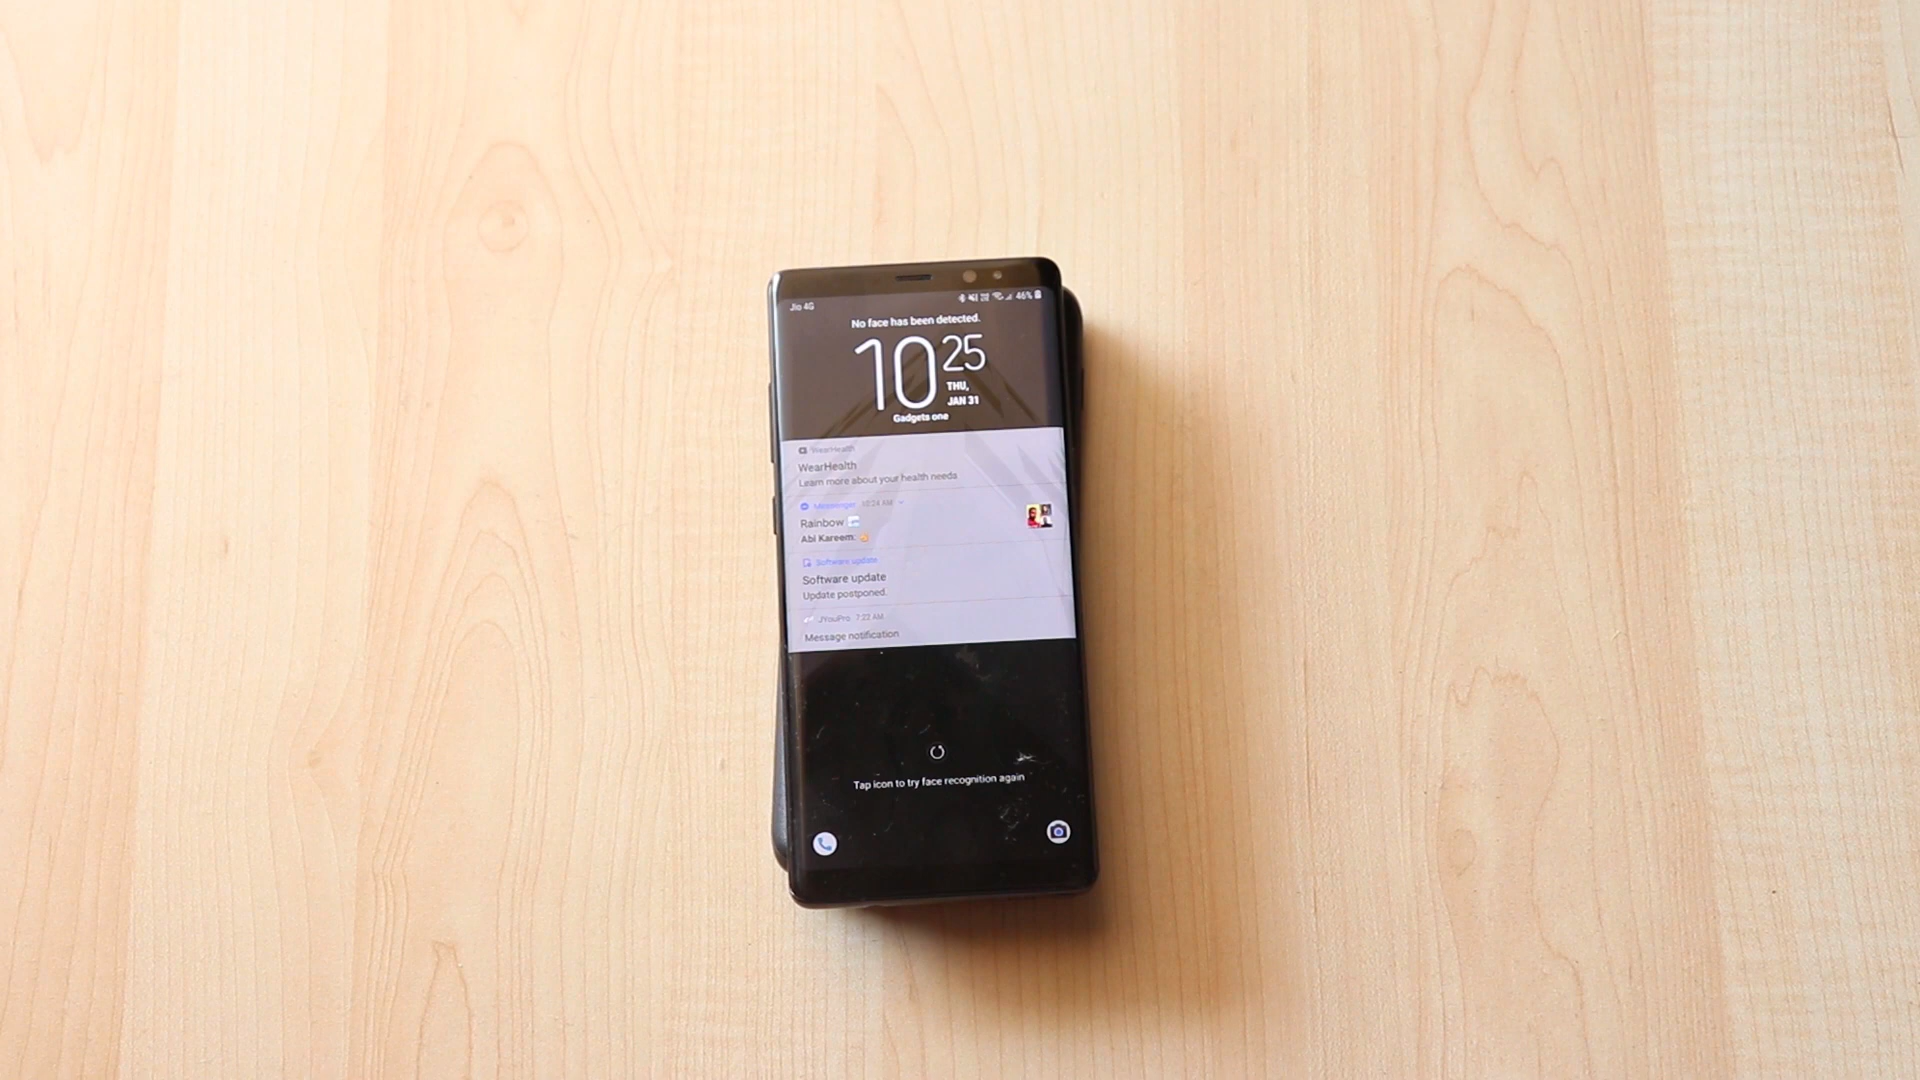 Jio 4G 46%
No face has been detected.
10 25
THU,
JAN 31
Gadgets one
WearHealth
WearHealth
Learn more about your health needs
Messenger 10:24 AM
Rainbow
Abi Kareem:
Software update
Software update
Update postponed.
JYouPro 7:22 AM
Message notification
Tap icon to try face recognition again